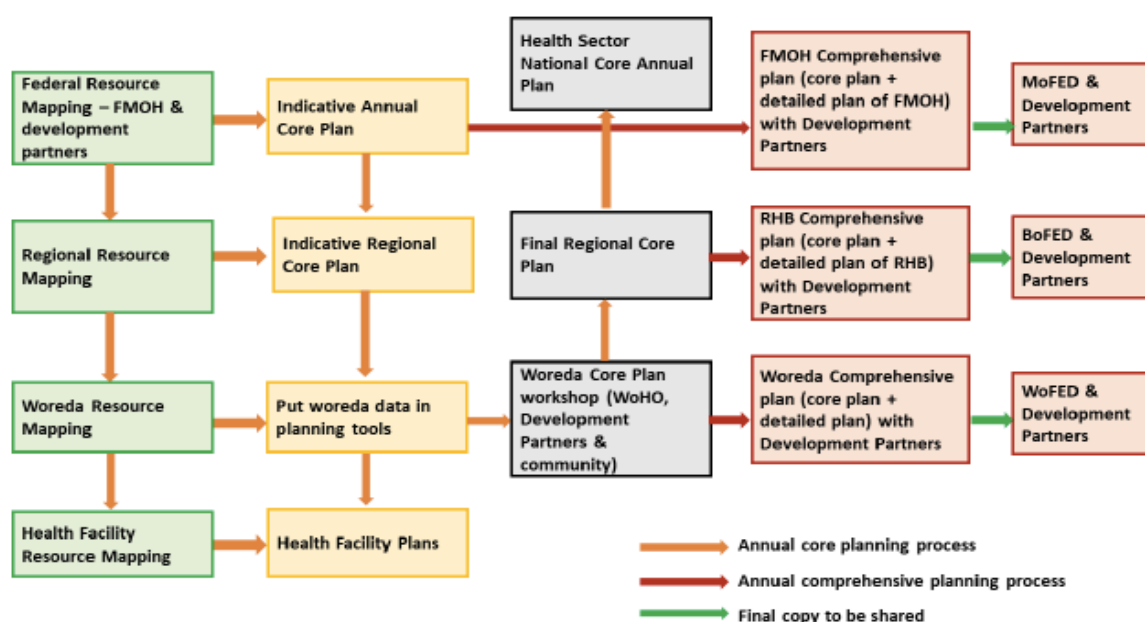 Federal Resource
Mapping – FMOH &
development
partners
Indicative Annual
Core Plan
Health Sector
National Core Annual
Plan
FMOH Comprehensive
plan (core plan +
detailed plan of FMOH)
with Development
Partners
MoFED &
Development
Partners
Regional Resource
Mapping
Indicative Regional
Core Plan
Final Regional Core
Plan
RHB Comprehensive
plan (core plan +
detailed plan of RHB)
with Development
Partners
BoFED &
Development
Partners
Woreda Resource
Mapping
Put woreda data in
planning tools
Woreda Core Plan
workshop (WoHO,
Development
Partners &
community)
Woreda Comprehensive
plan (core plan +
detailed plan) with
Development Partners
WoFED &
Development
Partners
Health Facility
Resource Mapping
Health Facility Plans
Annual core planning process
Annual comprehensive planning process
Final copy to be shared